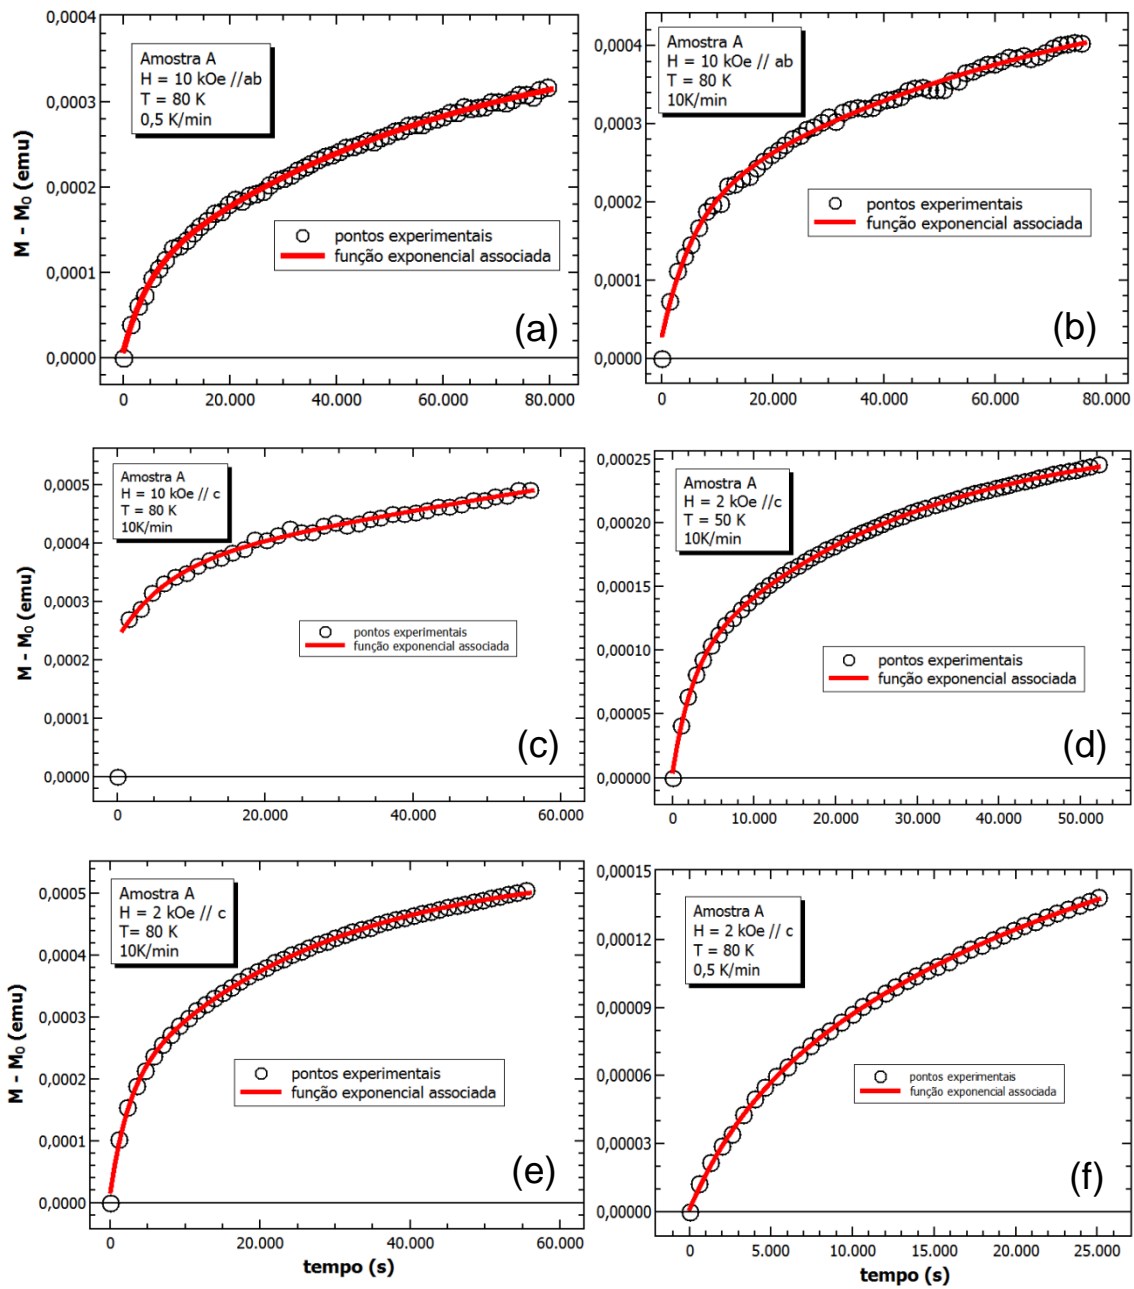 0,0004
0,0003
0,0002
0,0001
0,0000
M - M₀ (emu)
Amostra A
H = 10 kOe //ab
T = 80 K
0,5 K/min
pontos experimentais
função exponencial associada
(a)
0
20.000
40.000
60.000
80.000
0,0004
0,0003
0,0002
0,0001
0,0000
Amostra A
H = 10 kOe // ab
T = 80 K
10K/min
pontos experimentais
função exponencial associada
(b)
0
20.000
40.000
60.000
80.000
0,0005
0,0004
0,0003
0,0002
0,0001
0,0000
M - M₀ (emu)
Amostra A
H = 10 kOe // c
T = 80 K
10K/min
pontos experimentais
função exponencial associada
(c)
0
20.000
40.000
60.000
0,00025
0,00020
0,00015
0,00010
0,00005
0,00000
Amostra A
H = 2 kOe //c
T = 50 K
10K/min
pontos experimentais
função exponencial associada
(d)
0
10.000
20.000
30.000
40.000
50.000
0,0005
0,0004
0,0003
0,0002
0,0001
0,0000
M - M₀ (emu)
Amostra A
H = 2 kOe // c
T= 80 K
10K/min
pontos experimentais
função exponencial associada
(e)
0
20.000
40.000
60.000
tempo (s)
0,00015
0,00012
0,00009
0,00006
0,00003
0,00000
Amostra A
H = 2 kOe // c
T = 80 K
0,5 K/min
pontos experimentais
função exponencial associada
(f)
0
5.000
10.000
15.000
20.000
25.000
tempo (s)